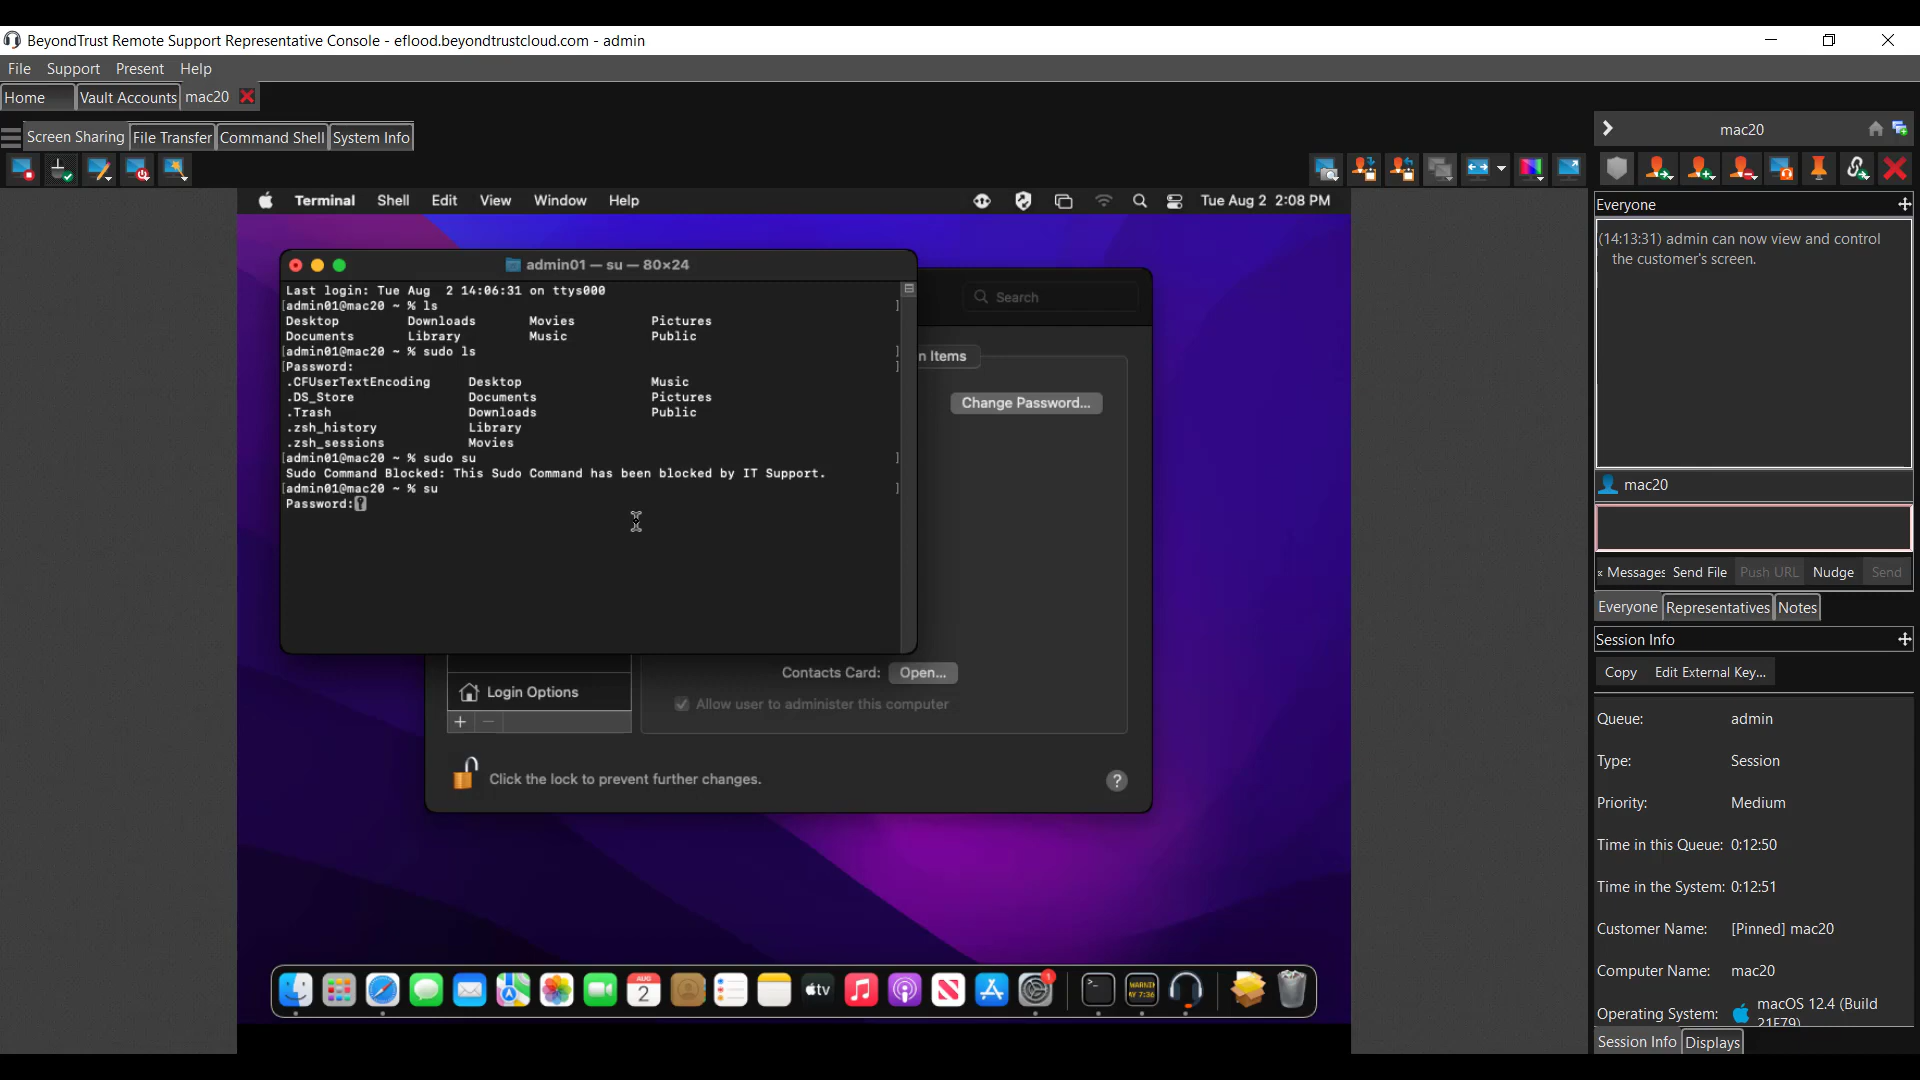 BeyondTrust Remote Support Representative Console - eflood.beyondtrustcloud.com - admin
File Support Present Help
Home Vault Accounts mac20
Screen Sharing File Transfer Command Shell System Info
mac20
Terminal Shell Edit View Window Help Tue Aug 2 2:08 PM
Everyone
(14:13:31) admin can now view and control
the customer's screen.
admin01 — su — 80×24
Last login: Tue Aug  2 14:06:31 on ttys000
[admin01@mac20 ~ % ls ]
Desktop Downloads Movies Pictures
Documents Library Music Public
[admin01@mac20 ~ % sudo ls ]
[Password: ]
.CFUserTextEncoding Desktop Music
.DS_Store Documents Pictures
.Trash Downloads Public
.zsh_history Library
.zsh_sessions Movies
[admin01@mac20 ~ % sudo su ]
Sudo Command Blocked: This Sudo Command has been blocked by IT Support.
[admin01@mac20 ~ % su ]
Password:
Search
n Items
Change Password...
Contacts Card: Open...
Allow user to administer this computer
Login Options
+ −
Click the lock to prevent further changes.
?
mac20
« Messages Send File Push URL Nudge Send
Everyone Representatives Notes
Session Info
Copy Edit External Key...
Queue: admin
Type: Session
Priority: Medium
Time in this Queue: 0:12:50
Time in the System: 0:12:51
Customer Name: [Pinned] mac20
Computer Name: mac20
Operating System: macOS 12.4 (Build
21F79)
Session Info Displays
AUG
2
tv
1
WARNIN
AY 7:36